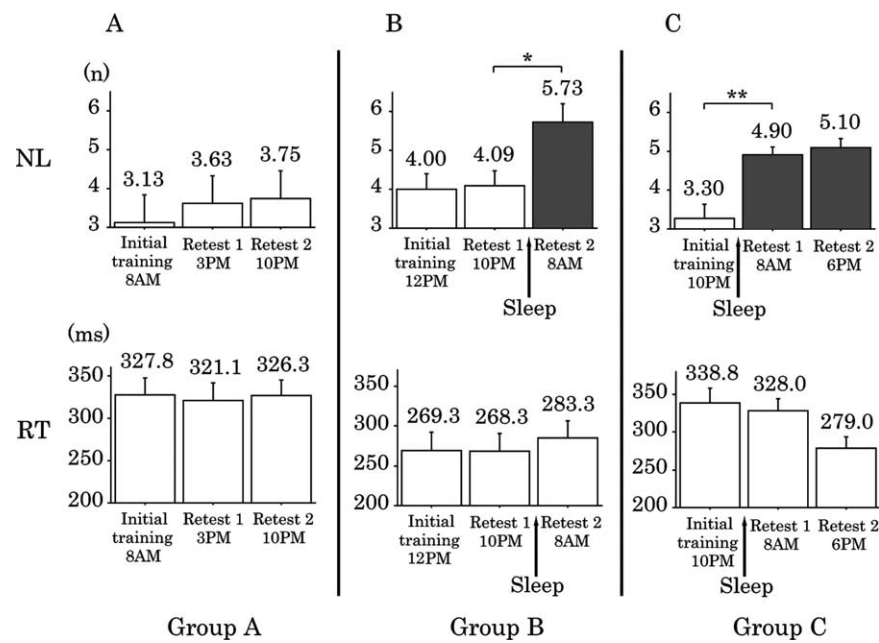 A B C
NL
(n)
6
5
4
3
3.13 3.63 3.75
Initial training 8AM
Retest 1 3PM
Retest 2 10PM
6
5
4
3
4.00 4.09 5.73
*
Initial training 12PM
Retest 1 10PM
Retest 2 8AM
Sleep
6
5
4
3
3.30 4.90 5.10
**
Initial training 10PM
Retest 1 8AM
Retest 2 6PM
Sleep
RT
(ms)
350
300
250
200
327.8 321.1 326.3
Initial training 8AM
Retest 1 3PM
Retest 2 10PM
350
300
250
200
269.3 268.3 283.3
Initial training 12PM
Retest 1 10PM
Retest 2 8AM
Sleep
350
300
250
200
338.8 328.0 279.0
Initial training 10PM
Retest 1 8AM
Retest 2 6PM
Sleep
Group A Group B Group C